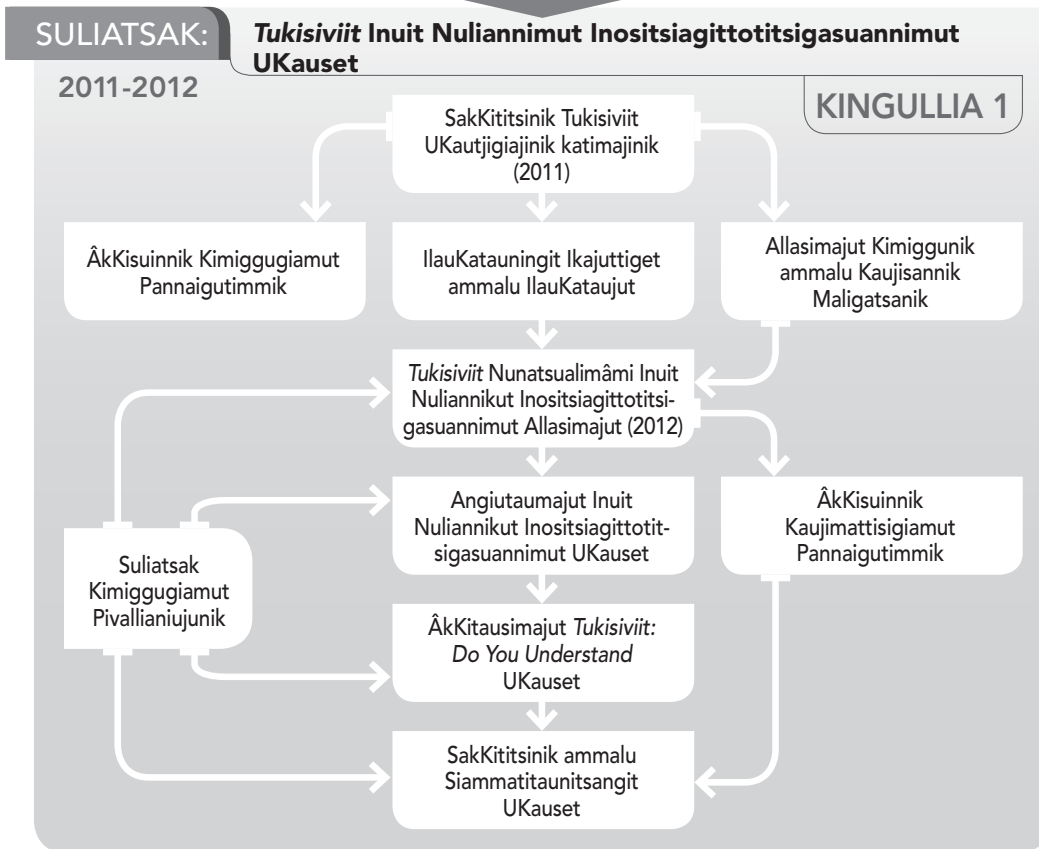 SULIATSAK:
Tukisiviit Inuit Nuliannimut Inositsiagittotitsigasuannimut
UKauset
2011-2012
KINGULLIA 1
SakKititsinik Tukisiviit
UKautjigiajinik katimajinik
(2011)
ÂkKisuinnik Kimiggugiamut
Pannaigutimmik
IlauKatauningit Ikajuttiget
ammalu IlauKataujut
Allasimajut Kimiggunik
ammalu Kaujisannik
Maligatsanik
Tukisiviit Nunatsualimâmi Inuit
Nuliannikut Inositsiagittotitsi-
gasuannimut Allasimajut (2012)
Angiutaumajut Inuit
Nuliannikut Inositsiagittotit-
sigasuannimut UKauset
ÂkKisuinnik
Kaujimattisigiamut
Pannaigutimmik
Suliatsak
Kimiggugiamut
Pivallianiujunik
ÂkKitausimajut Tukisiviit:
Do You Understand
UKauset
SakKititsinik ammalu
Siammatitaunitsangit
UKauset